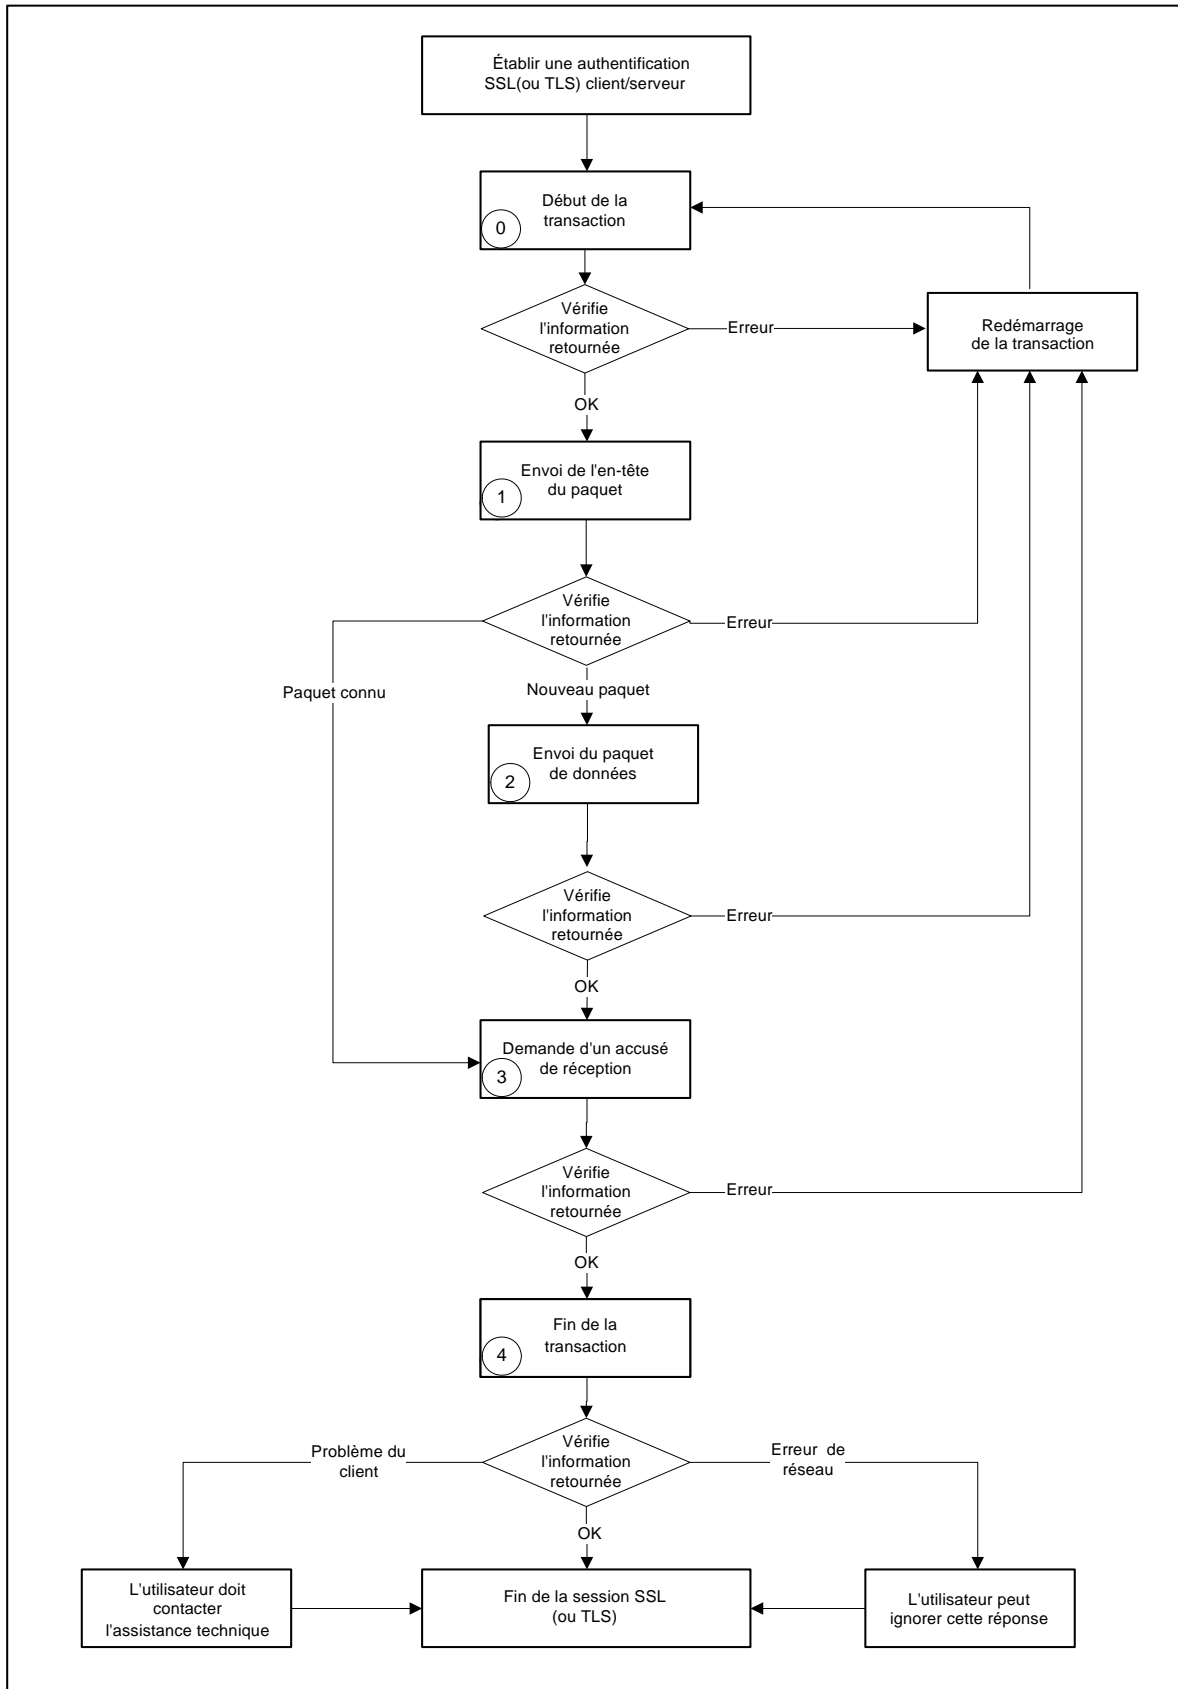 Établir une authentification
SSL(ou TLS) client/serveur
Début de la
transaction
0
Vérifie
l'information
retournée
Erreur
Redémarrage
de la transaction
OK
Envoi de l'en-tête
du paquet
1
Vérifie
l'information
retournée
Erreur
Paquet connu
Nouveau paquet
Envoi du paquet
de données
2
Vérifie
l'information
retournée
Erreur
OK
Demande d'un accusé
de réception
3
Vérifie
l'information
retournée
Erreur
OK
Fin de la
transaction
4
Problème du
client
Vérifie
l'information
retournée
Erreur de
réseau
OK
L'utilisateur doit
contacter
l'assistance technique
Fin de la session SSL
(ou TLS)
L'utilisateur peut
ignorer cette réponse